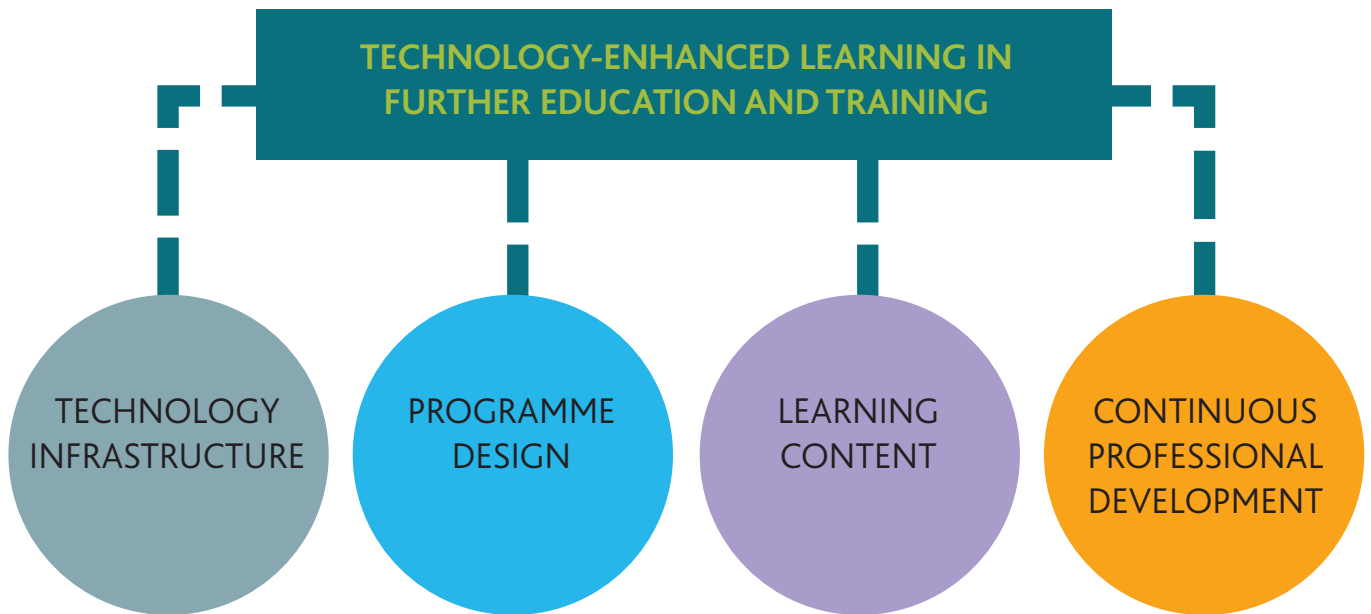 TECHNOLOGY-ENHANCED LEARNING IN
FURTHER EDUCATION AND TRAINING
TECHNOLOGY
INFRASTRUCTURE
PROGRAMME
DESIGN
LEARNING
CONTENT
CONTINUOUS
PROFESSIONAL
DEVELOPMENT